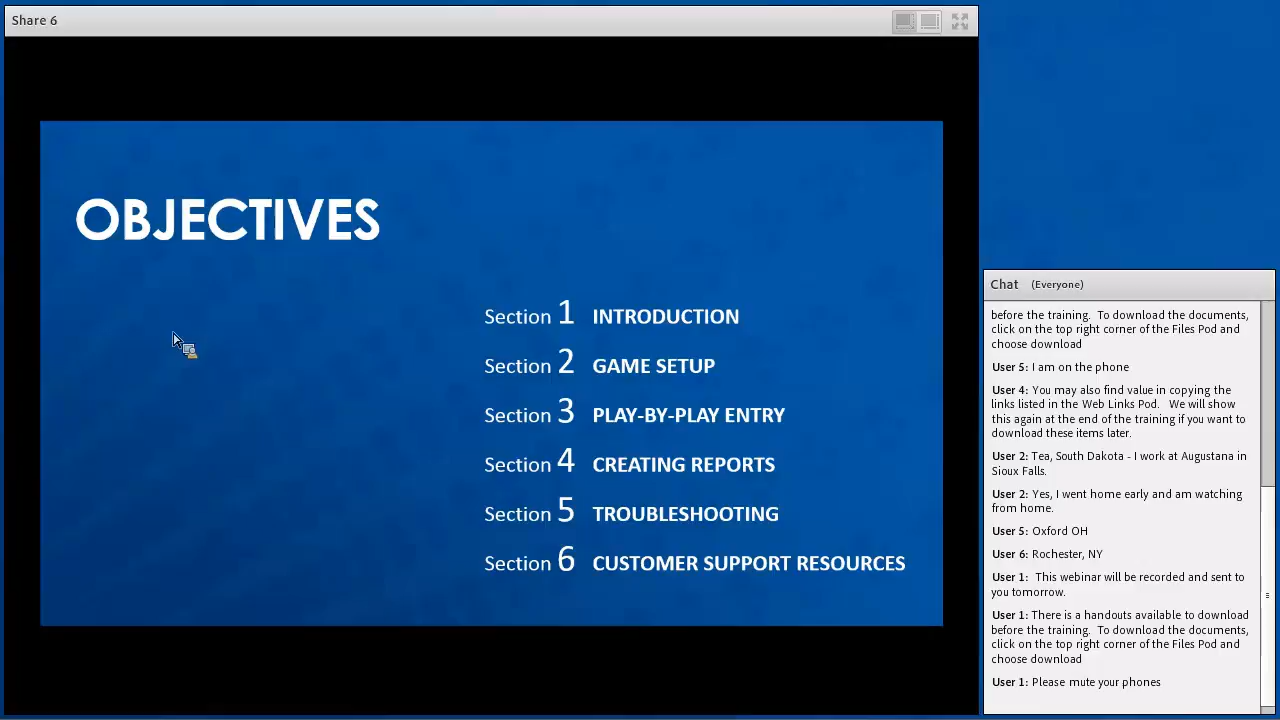 Share 6
OBJECTIVES
Section 1 INTRODUCTION
Section 2 GAME SETUP
Section 3 PLAY-BY-PLAY ENTRY
Section 4 CREATING REPORTS
Section 5 TROUBLESHOOTING
Section 6 CUSTOMER SUPPORT RESOURCES
Chat (Everyone)
before the training. To download the documents,
click on the top right corner of the Files Pod and
choose download
User 5: I am on the phone
User 4: You may also find value in copying the
links listed in the Web Links Pod. We will show
this again at the end of the training if you want to
download these items later.
User 2: Tea, South Dakota - I work at Augustana in
Sioux Falls.
User 2: Yes, I went home early and am watching
from home.
User 5: Oxford OH
User 6: Rochester, NY
User 1: This webinar will be recorded and sent to
you tomorrow.
User 1: There is a handouts available to download
before the training. To download the documents,
click on the top right corner of the Files Pod and
choose download
User 1: Please mute your phones